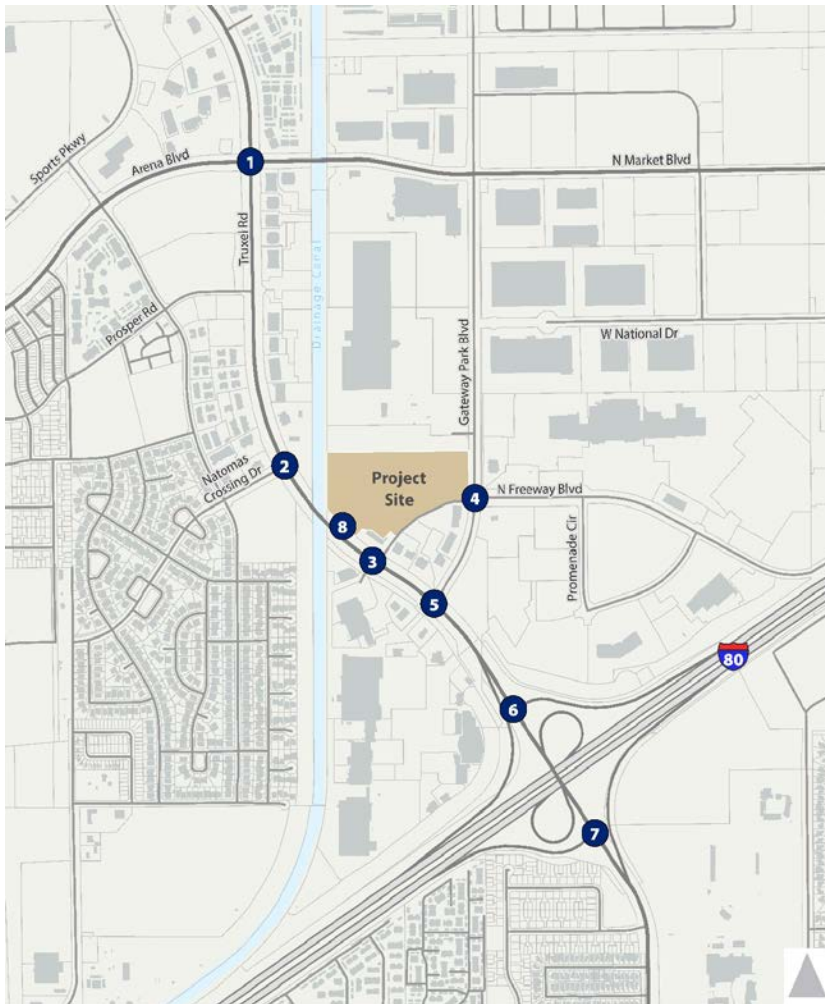 Sports Pkwy
Arena Blvd
1
N Market Blvd
Truxel Rd
Drainage Canal
Prosper Rd
W National Dr
Gateway Park Blvd
Natomas
Crossing Dr
2
Project
Site
4
N Freeway Blvd
8
3
Promenade Cir
5
80
6
7